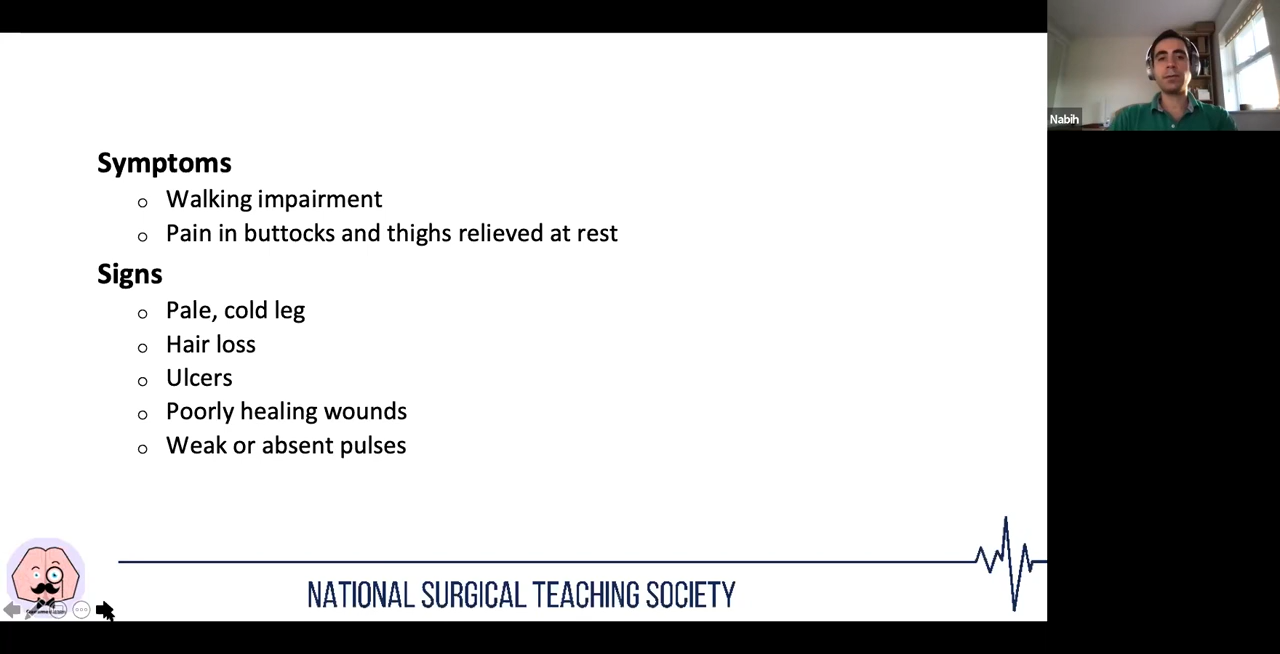 Nabih
Symptoms
o Walking impairment
o Pain in buttocks and thighs relieved at rest
Signs
o Pale, cold leg
o Hair loss
o Ulcers
o Poorly healing wounds
o Weak or absent pulses
NATIONAL SURGICAL TEACHING SOCIETY